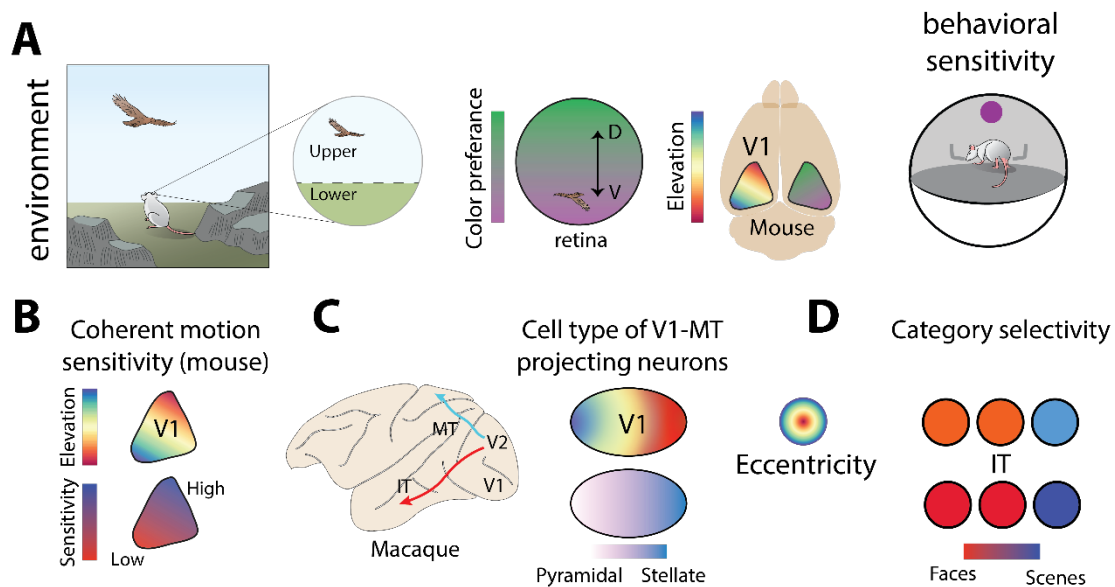 A
environment
Upper
Lower
Color preferance
D
V
retina
Elevation
V1
Mouse
behavioral
sensitivity
B
Coherent motion
sensitivity (mouse)
Elevation
V1
Sensitivity
High
Low
C
MT
V2
IT
V1
Macaque
Cell type of V1-MT
projecting neurons
V1
Pyramidal
Stellate
Eccentricity
D
Category selectivity
IT
Faces
Scenes